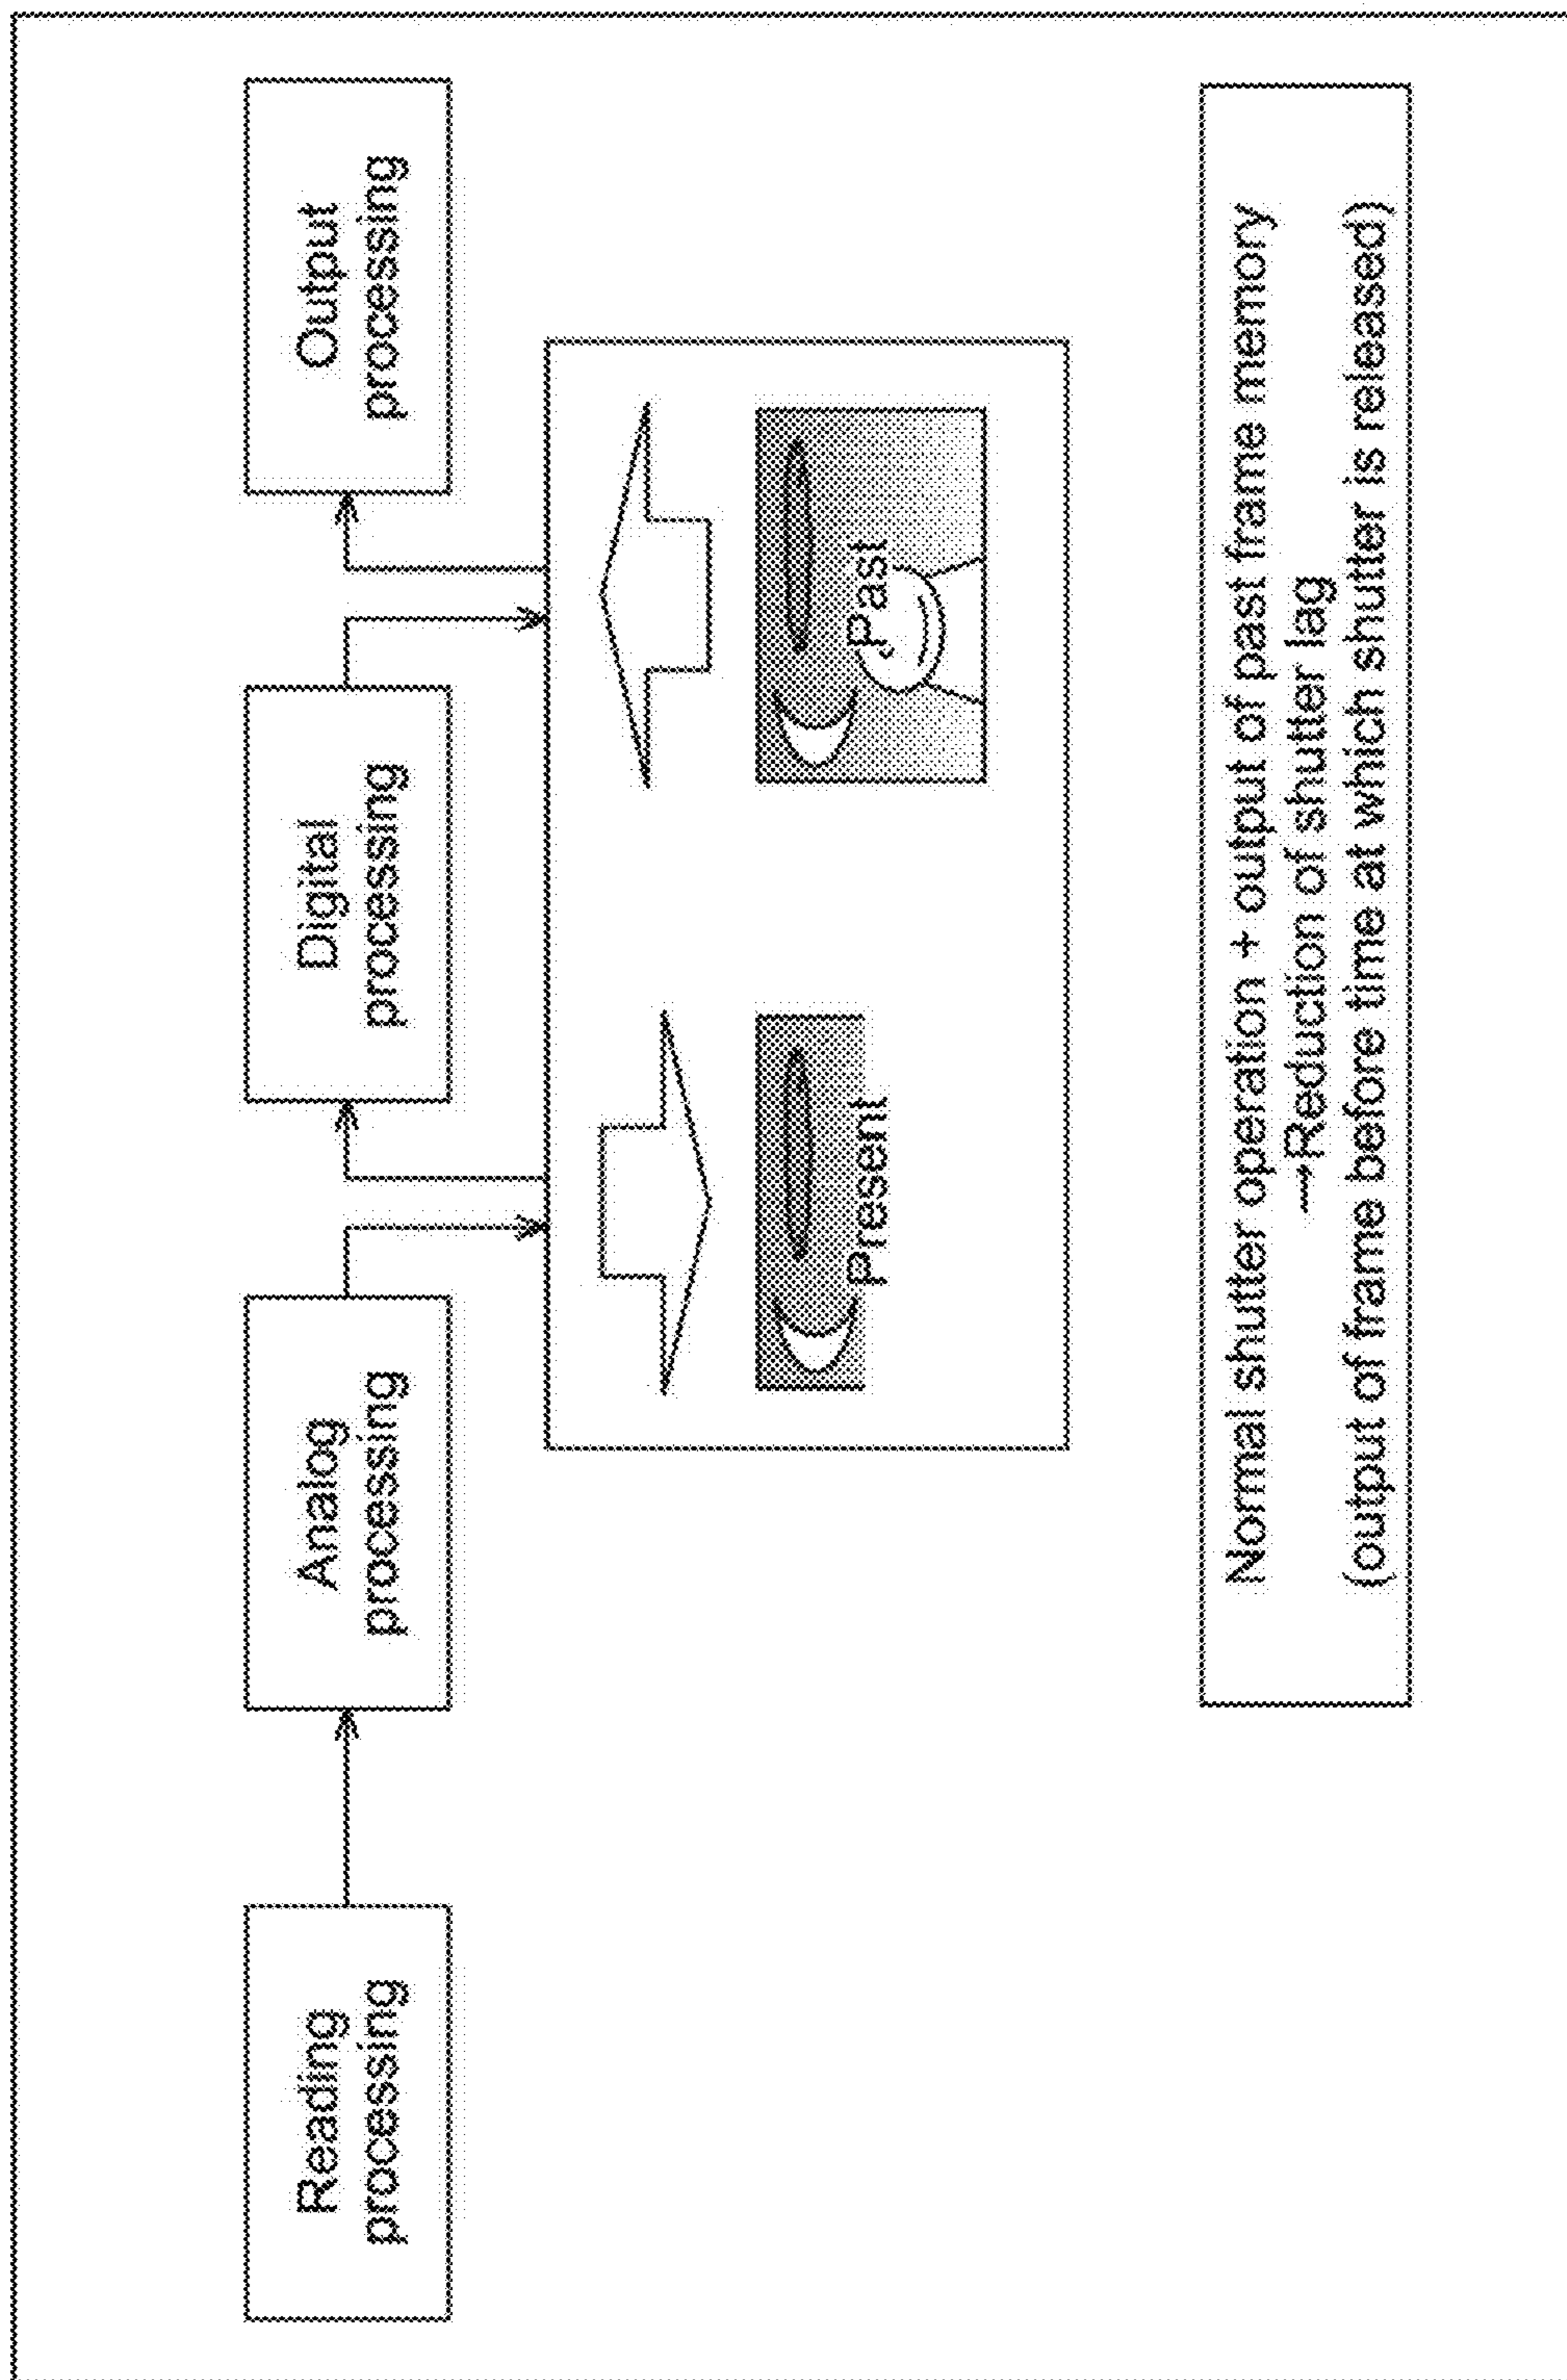 Reading
processing
Analog
processing
Digital
processing
Output
processing
Present
Past
Normal shutter operation + output of past frame memory
→Reduction of shutter lag
(output of frame before time at which shutter is released)